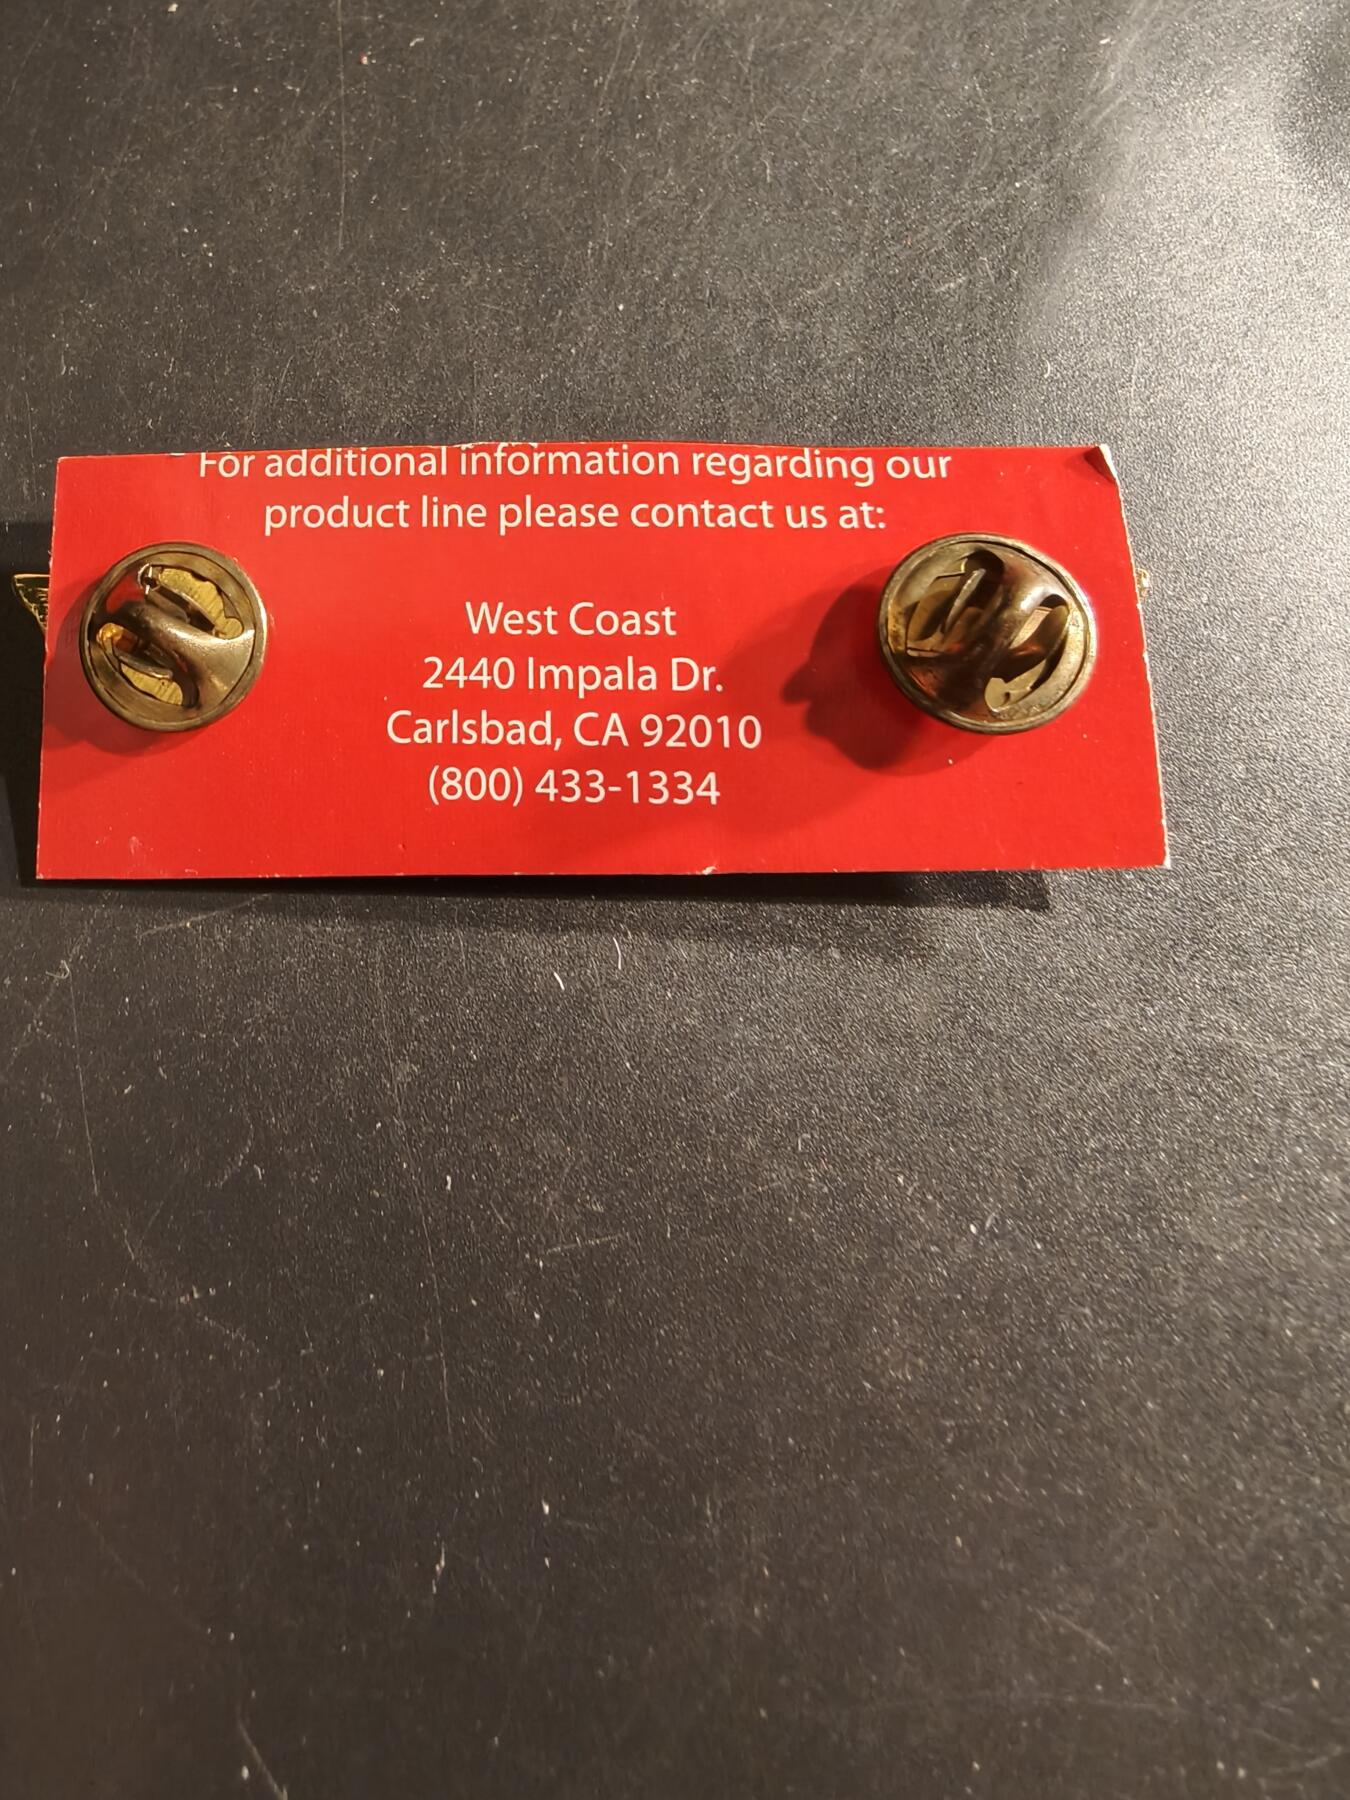 For additional information regarding our
product line please contact us at:
West Coast
2440 Impala Dr.
Carlsbad, CA 92010
(800) 433-1334